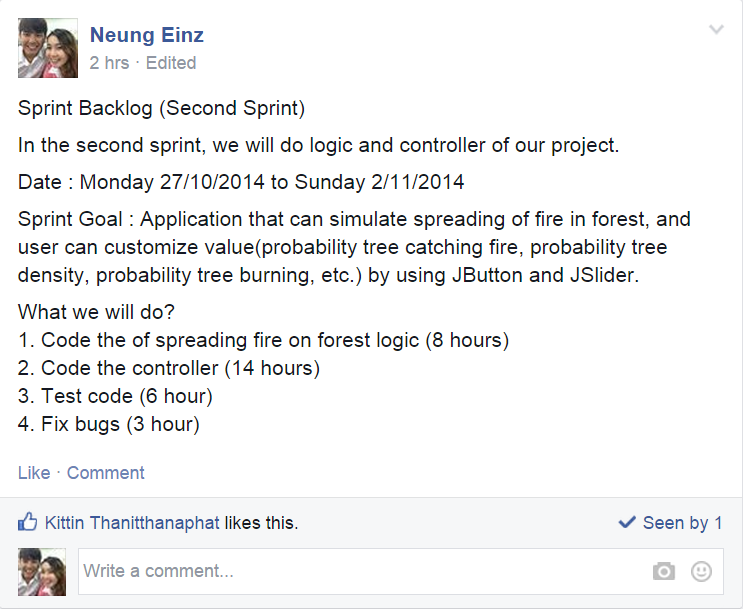 Neung Einz
2 hrs · Edited
Sprint Backlog (Second Sprint)
In the second sprint, we will do logic and controller of our project.
Date : Monday 27/10/2014 to Sunday 2/11/2014
Sprint Goal : Application that can simulate spreading of fire in forest, and
user can customize value(probability tree catching fire, probability tree
density, probability tree burning, etc.) by using JButton and JSlider.
What we will do?
1. Code the of spreading fire on forest logic (8 hours)
2. Code the controller (14 hours)
3. Test code (6 hour)
4. Fix bugs (3 hour)
Like · Comment
Kittin Thanitthanaphat likes this.
Seen by 1
Write a comment...